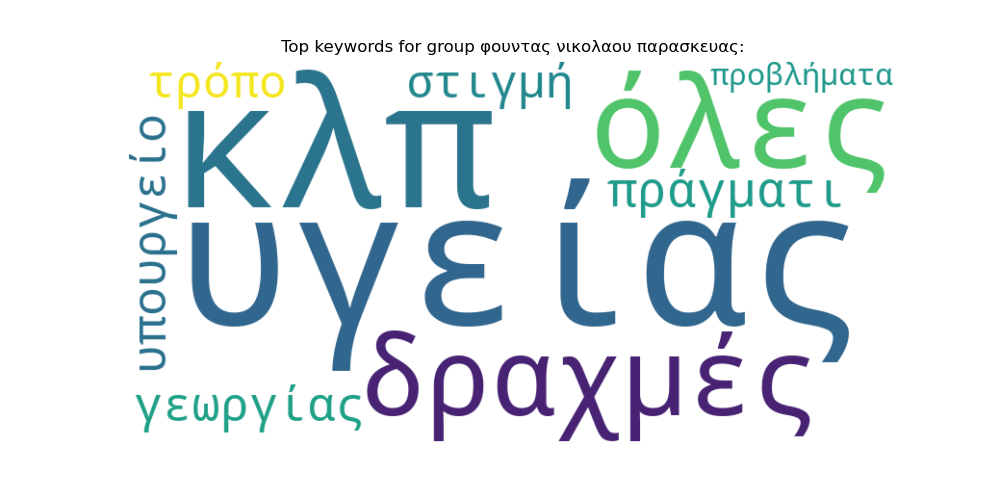 Top keywords for group φουντας νικολαου παρασκευας:
τρόπο
στιγμή
προβλήματα
κλπ
όλες
υπουργείο
πράγματι
υγείας
δραχμές
γεωργίας